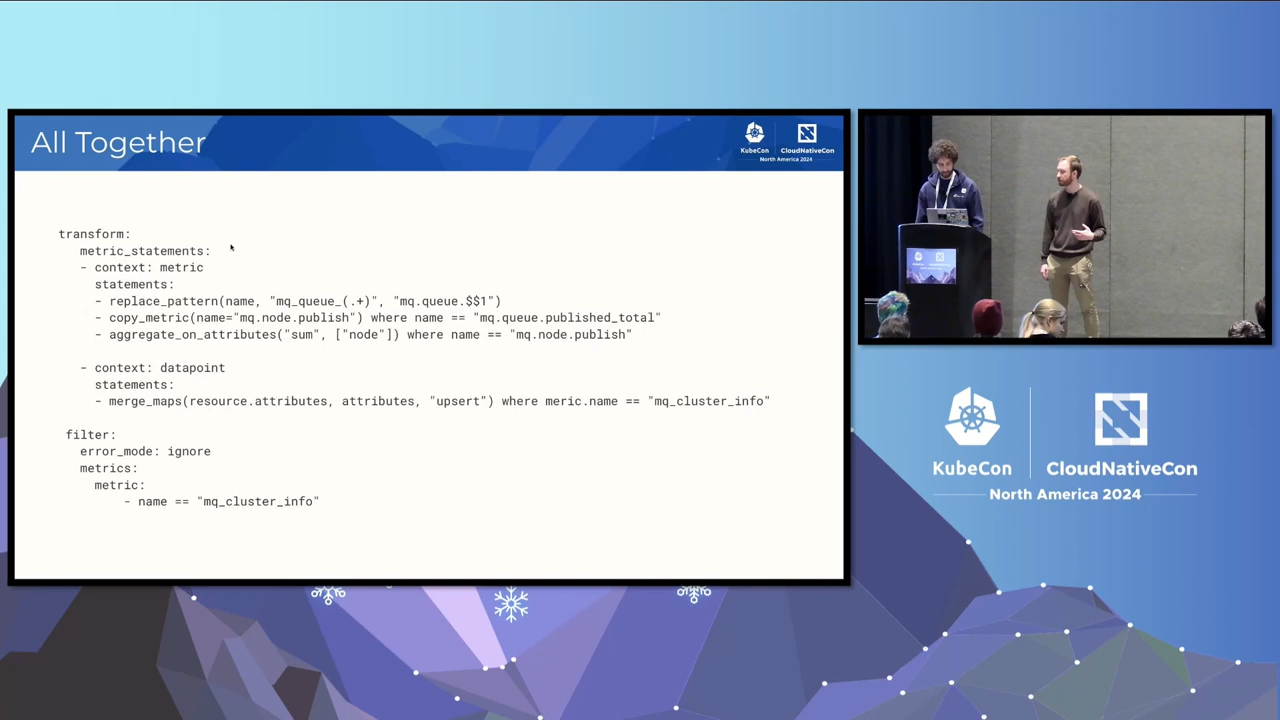 All Together
KubeCon
CloudNativeCon
North America 2024
transform:
metric_statements:
- context: metric
statements:
- replace_pattern(name, "mq_queue_(.+)", "mq.queue.$$1")
- copy_metric(name="mq.node.publish") where name == "mq.queue.published_total"
- aggregate_on_attributes("sum", ["node"]) where name == "mq.node.publish"
- context: datapoint
statements:
- merge_maps(resource.attributes, attributes, "upsert") where meric.name == "mq_cluster_info"
filter:
error_mode: ignore
metrics:
metric:
- name == "mq_cluster_info"
KubeCon
CloudNativeCon
North America 2024